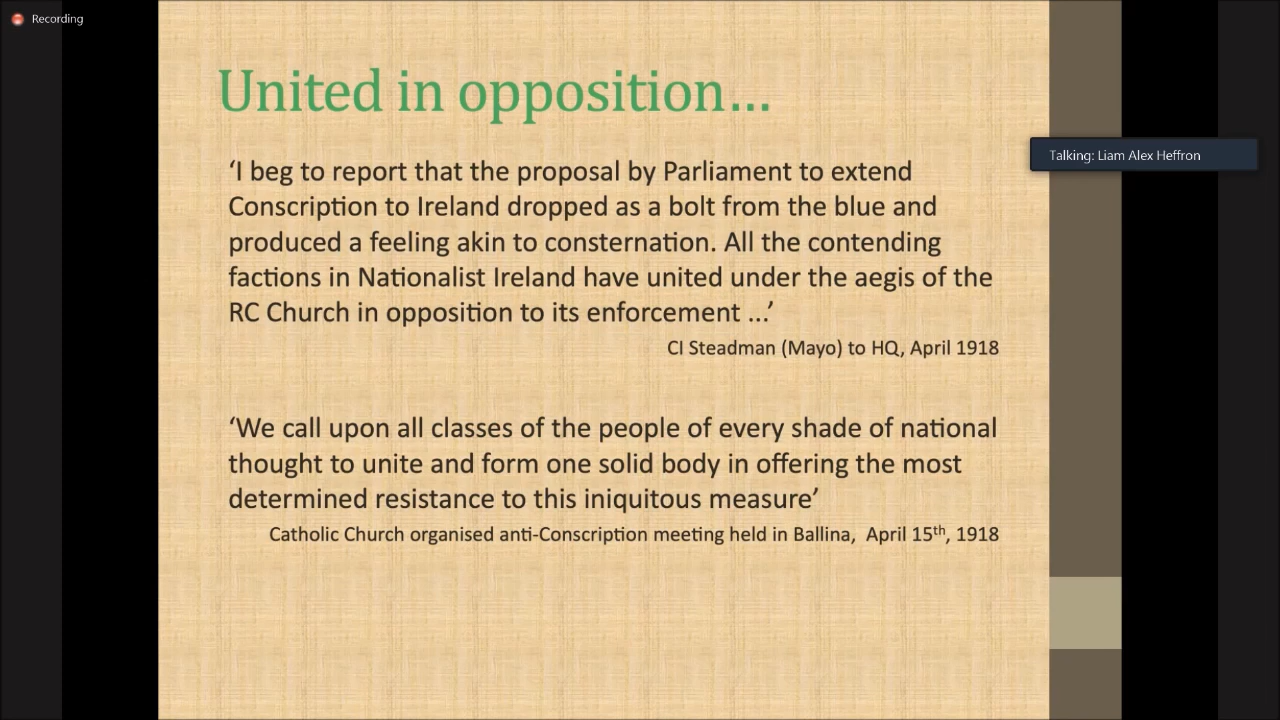 Recording
United in opposition...
Talking: Liam Alex Heffron
‘I beg to report that the proposal by Parliament to extend
Conscription to Ireland dropped as a bolt from the blue and
produced a feeling akin to consternation. All the contending
factions in Nationalist Ireland have united under the aegis of the
RC Church in opposition to its enforcement ...’
CI Steadman (Mayo) to HQ, April 1918
‘We call upon all classes of the people of every shade of national
thought to unite and form one solid body in offering the most
determined resistance to this iniquitous measure’
Catholic Church organised anti-Conscription meeting held in Ballina, April 15th, 1918